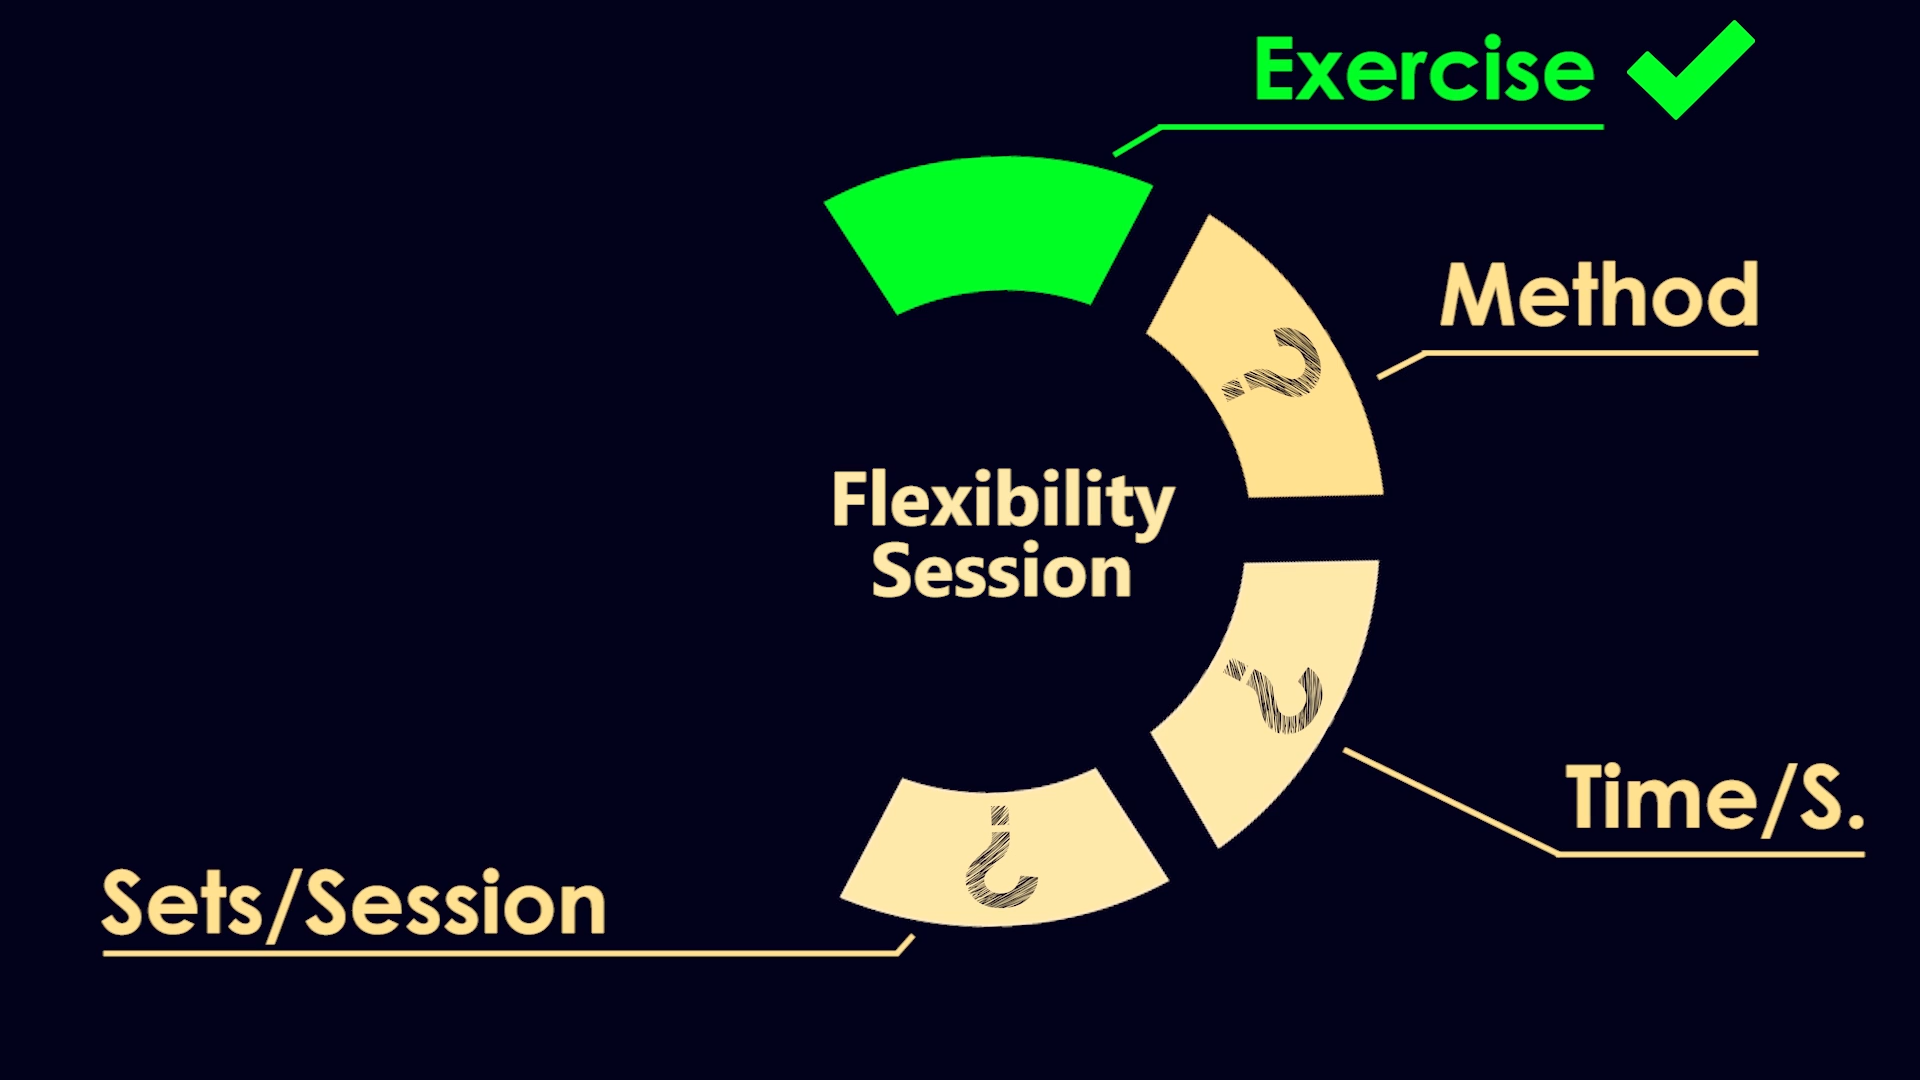 Exercise
Method
?
Flexibility
Session
?
Time/S.
?
Sets/Session